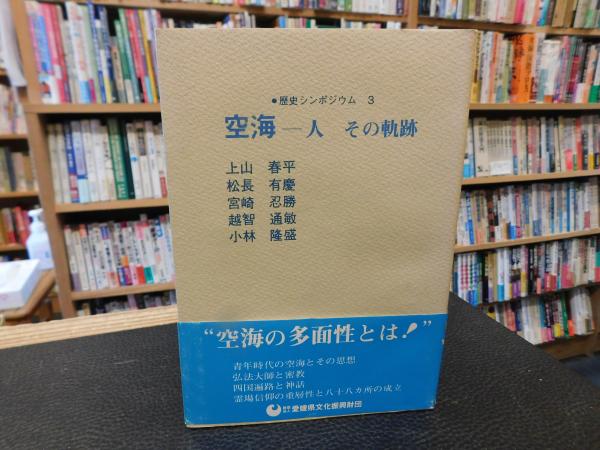 ●歴史シンポジウム 3
空海―人 その軌跡
上山 春平
松長 有慶
宮崎 忍勝
越智 通敏
小林 隆盛
“空海の多面性とは!”
青年時代の空海とその思想
弘法大師と密教
四国遍路と神話
霊場信仰の重層性と八十八カ所の成立
愛媛県文化振興財団